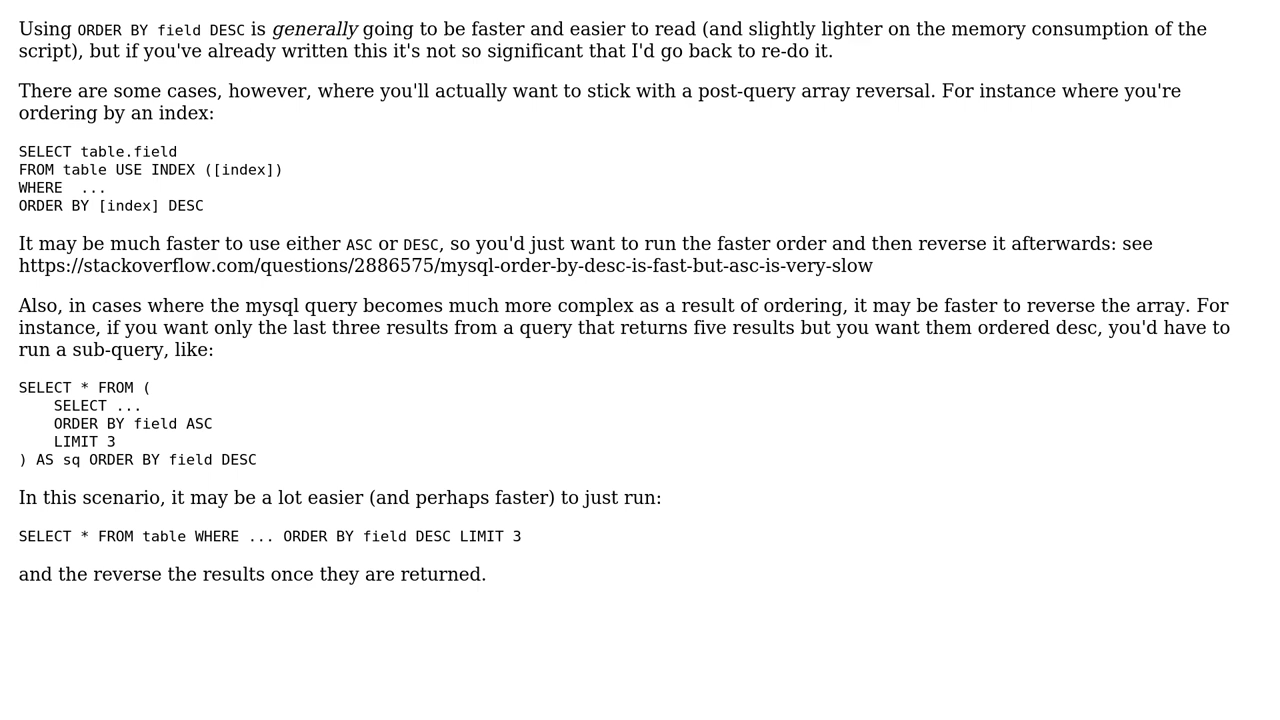 Using ORDER BY field DESC is generally going to be faster and easier to read (and slightly lighter on the memory consumption of the
script), but if you've already written this it's not so significant that I'd go back to re-do it.
There are some cases, however, where you'll actually want to stick with a post-query array reversal. For instance where you're
ordering by an index:
SELECT table.field
FROM table USE INDEX ([index])
WHERE  ...
ORDER BY [index] DESC
It may be much faster to use either ASC or DESC, so you'd just want to run the faster order and then reverse it afterwards: see
https://stackoverflow.com/questions/2886575/mysql-order-by-desc-is-fast-but-asc-is-very-slow
Also, in cases where the mysql query becomes much more complex as a result of ordering, it may be faster to reverse the array. For
instance, if you want only the last three results from a query that returns five results but you want them ordered desc, you'd have to
run a sub-query, like:
SELECT * FROM (
    SELECT ...
    ORDER BY field ASC
    LIMIT 3
) AS sq ORDER BY field DESC
In this scenario, it may be a lot easier (and perhaps faster) to just run:
SELECT * FROM table WHERE ... ORDER BY field DESC LIMIT 3
and the reverse the results once they are returned.